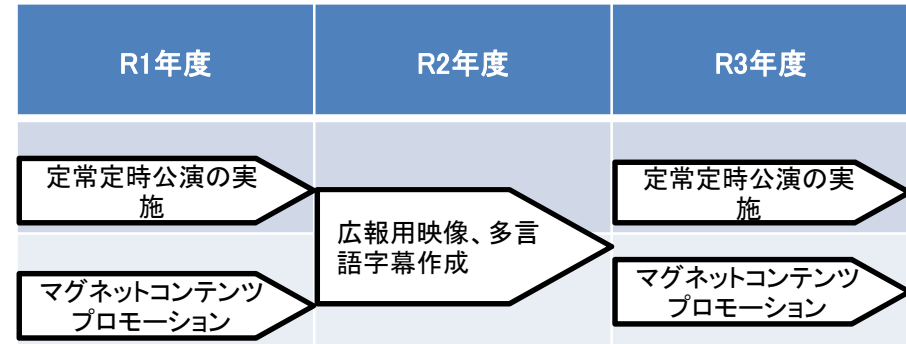 R1年度
R2年度
R3年度
定常定時公演の実
施
マグネットコンテンツ
プロモーション
広報用映像、多言
語字幕作成
定常定時公演の実
施
マグネットコンテンツ
プロモーション